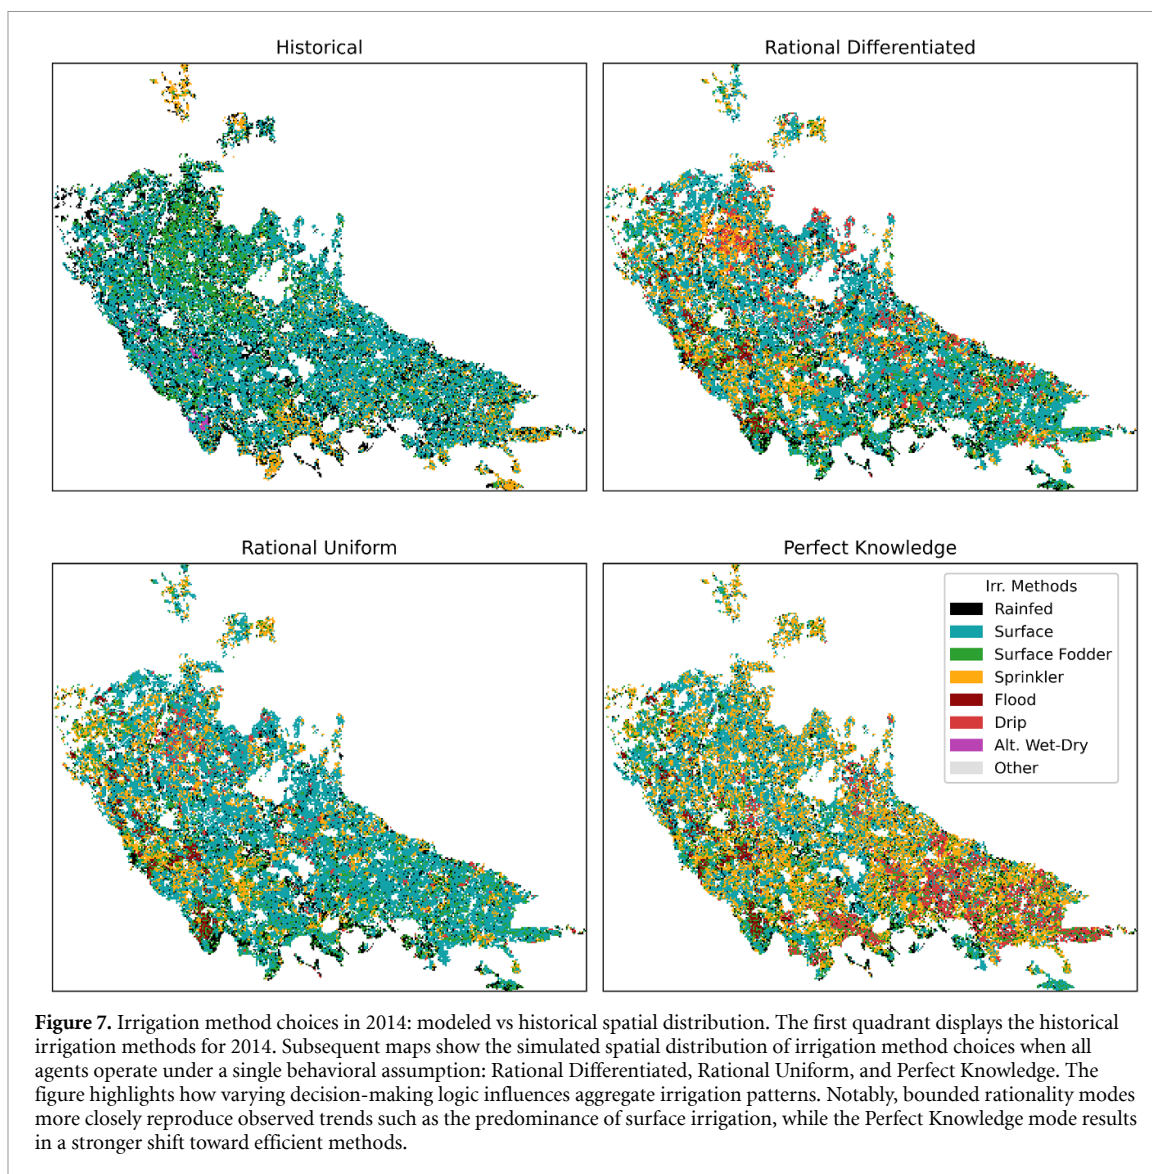 Historical
Rational Differentiated
Rational Uniform
Perfect Knowledge
Irr. Methods
Rainfed
Surface
Surface Fodder
Sprinkler
Flood
Drip
Alt. Wet-Dry
Other
Figure 7. Irrigation method choices in 2014: modeled vs historical spatial distribution. The first quadrant displays the historical
irrigation methods for 2014. Subsequent maps show the simulated spatial distribution of irrigation method choices when all
agents operate under a single behavioral assumption: Rational Differentiated, Rational Uniform, and Perfect Knowledge. The
figure highlights how varying decision-making logic influences aggregate irrigation patterns. Notably, bounded rationality modes
more closely reproduce observed trends such as the predominance of surface irrigation, while the Perfect Knowledge mode results
in a stronger shift toward efficient methods.